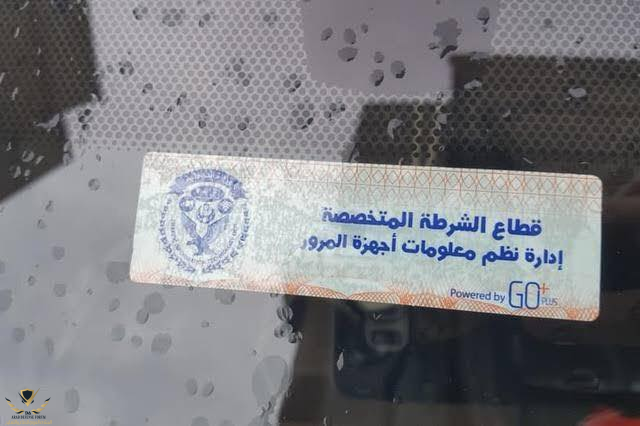 قطاع الشرطة المتخصصة
إدارة نظم معلومات أجهزة المرور
Powered by GO+ PLUS